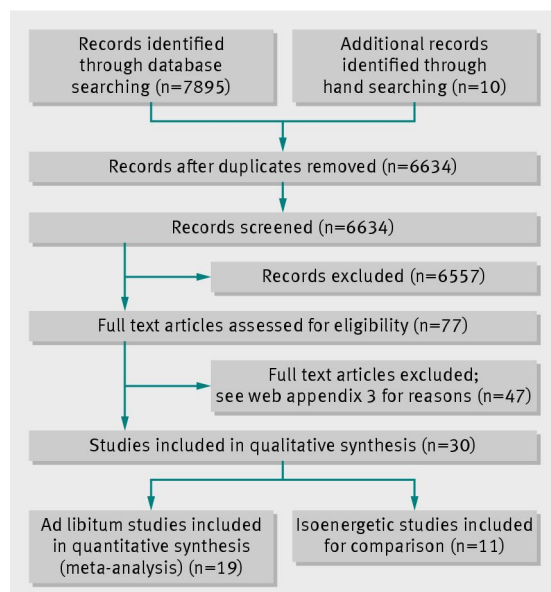 Records identified
through database
searching (n=7895)
Additional records
identified through
hand searching (n=10)
Records after duplicates removed (n=6634)
Records screened (n=6634)
Records excluded (n=6557)
Full text articles assessed for eligibility (n=77)
Full text articles excluded;
see web appendix 3 for reasons (n=47)
Studies included in qualitative synthesis (n=30)
Ad libitum studies included
in quantitative synthesis
(meta-analysis) (n=19)
Isoenergetic studies included
for comparison (n=11)